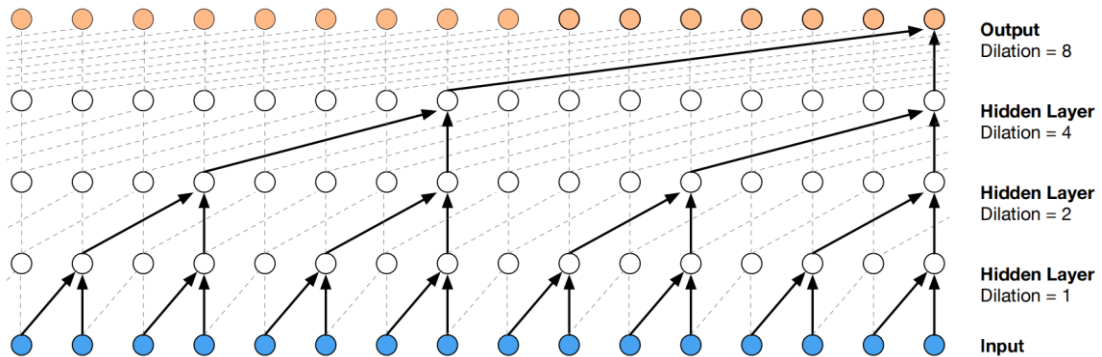 Output
Dilation = 8
Hidden Layer
Dilation = 4
Hidden Layer
Dilation = 2
Hidden Layer
Dilation = 1
Input